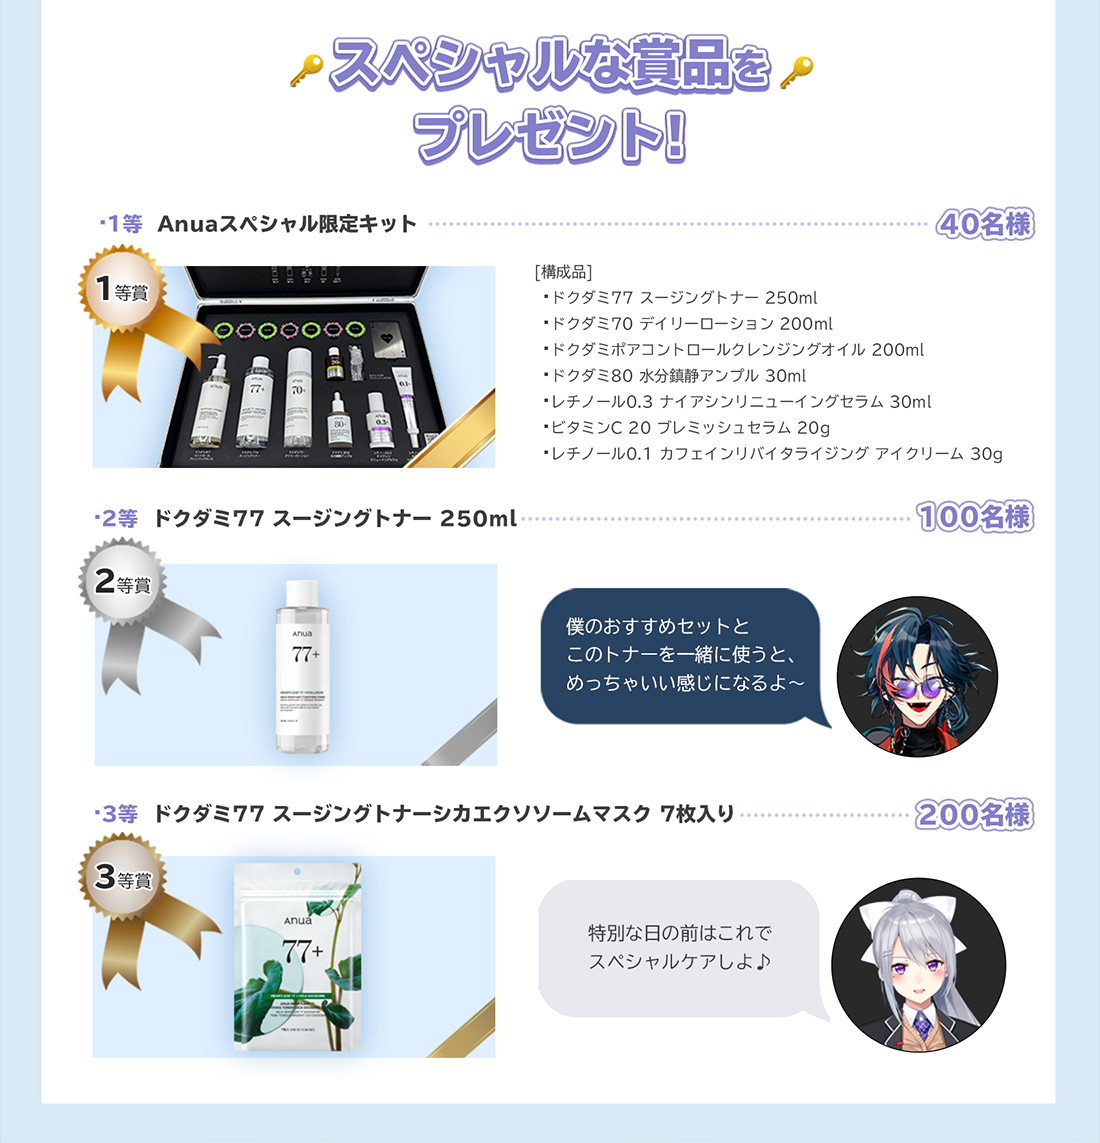 スペシャルな賞品を
プレゼント!
・1等 Anuaスペシャル限定キット 40名様
1等賞
[構成品]
・ドクダミ77 スージングトナー 250ml
・ドクダミ70 デイリーローション 200ml
・ドクダミポアコントロールクレンジングオイル 200ml
・ドクダミ80 水分鎮静アンプル 30ml
・レチノール0.3 ナイアシンリニューイングセラム 30ml
・ビタミンC 20 ブレミッシュセラム 20g
・レチノール0.1 カフェインリバイタライジング アイクリーム 30g
77+
70%
80%
0.3+
0.1+
・2等 ドクダミ77 スージングトナー 250ml 100名様
2等賞
Anua
77+
僕のおすすめセットと
このトナーを一緒に使うと、
めっちゃいい感じになるよ〜
・3等 ドクダミ77 スージングトナーシカエクソソームマスク 7枚入り 200名様
3等賞
Anua
77+
特別な日の前はこれで
スペシャルケアしよ♪